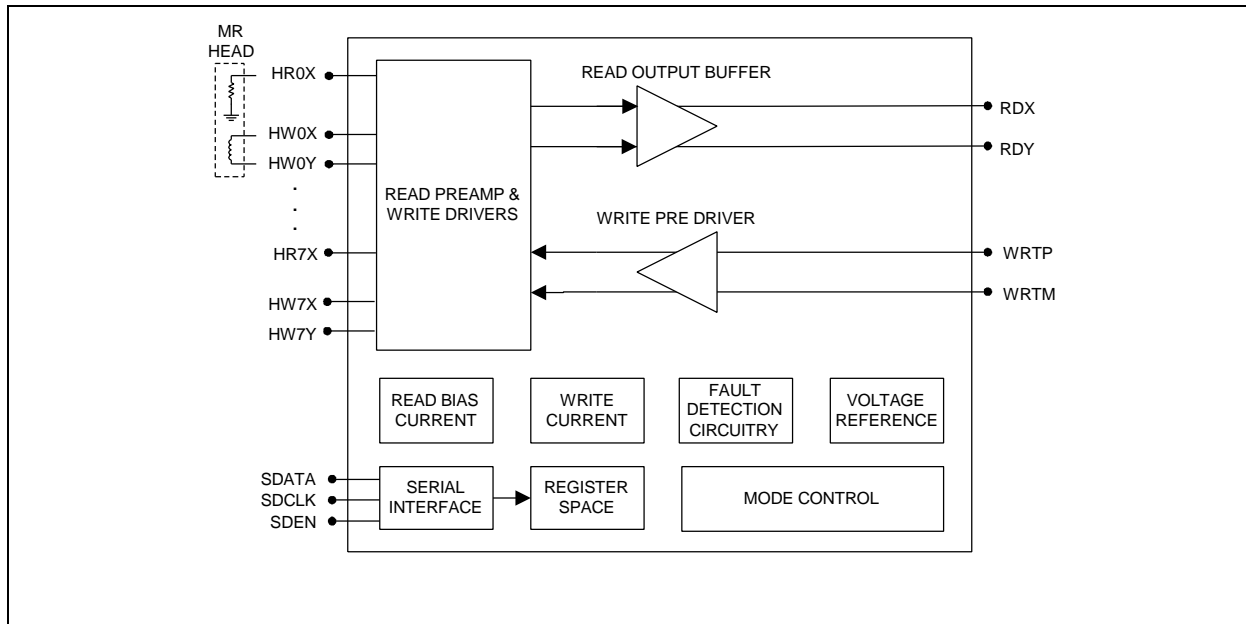 MR
HEAD
HR0X
HW0X
HW0Y
.
.
.
HR7X
HW7X
HW7Y
READ PREAMP &
WRITE DRIVERS
READ OUTPUT BUFFER
RDX
RDY
WRITE PRE DRIVER
WRTP
WRTM
READ BIAS
CURRENT
WRITE
CURRENT
FAULT
DETECTION
CIRCUITRY
VOLTAGE
REFERENCE
SDATA
SDCLK
SDEN
SERIAL
INTERFACE
REGISTER
SPACE
MODE CONTROL